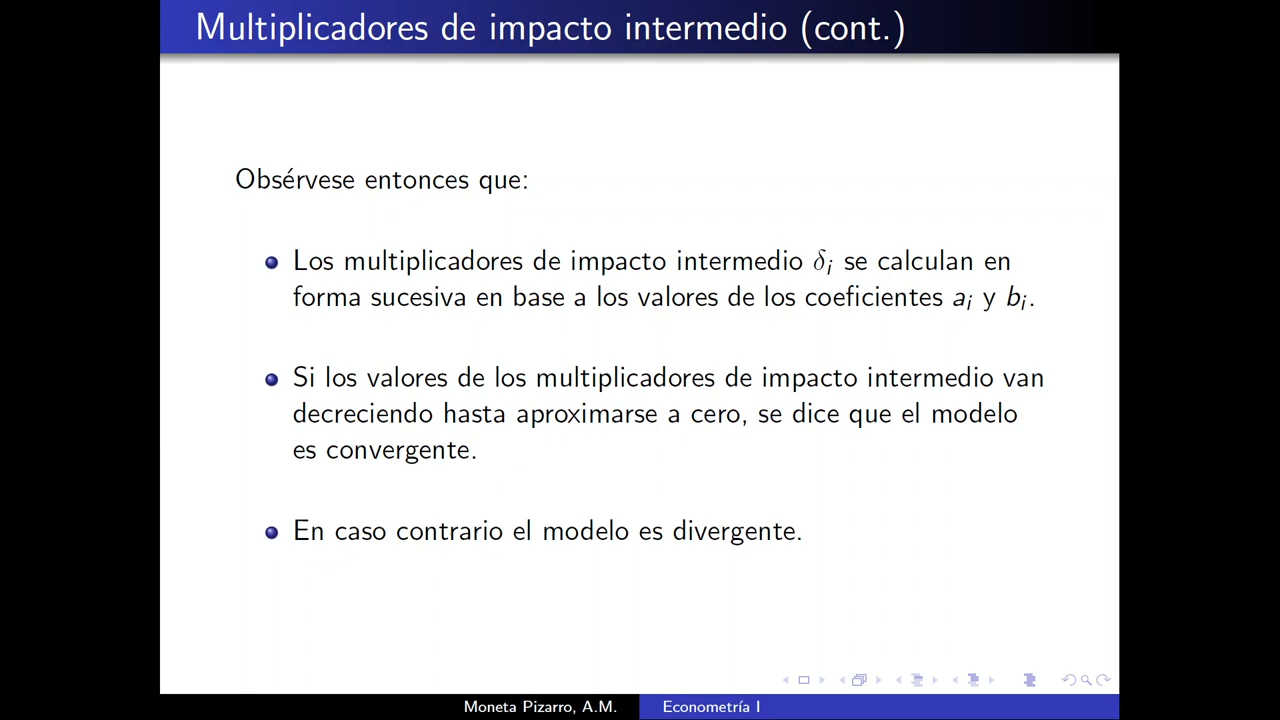 Multiplicadores de impacto intermedio (cont.)
Obsérvese entonces que:
Los multiplicadores de impacto intermedio δi se calculan en
forma sucesiva en base a los valores de los coeficientes ai y bi.
Si los valores de los multiplicadores de impacto intermedio van
decreciendo hasta aproximarse a cero, se dice que el modelo
es convergente.
En caso contrario el modelo es divergente.
Moneta Pizarro, A.M. Econometría I